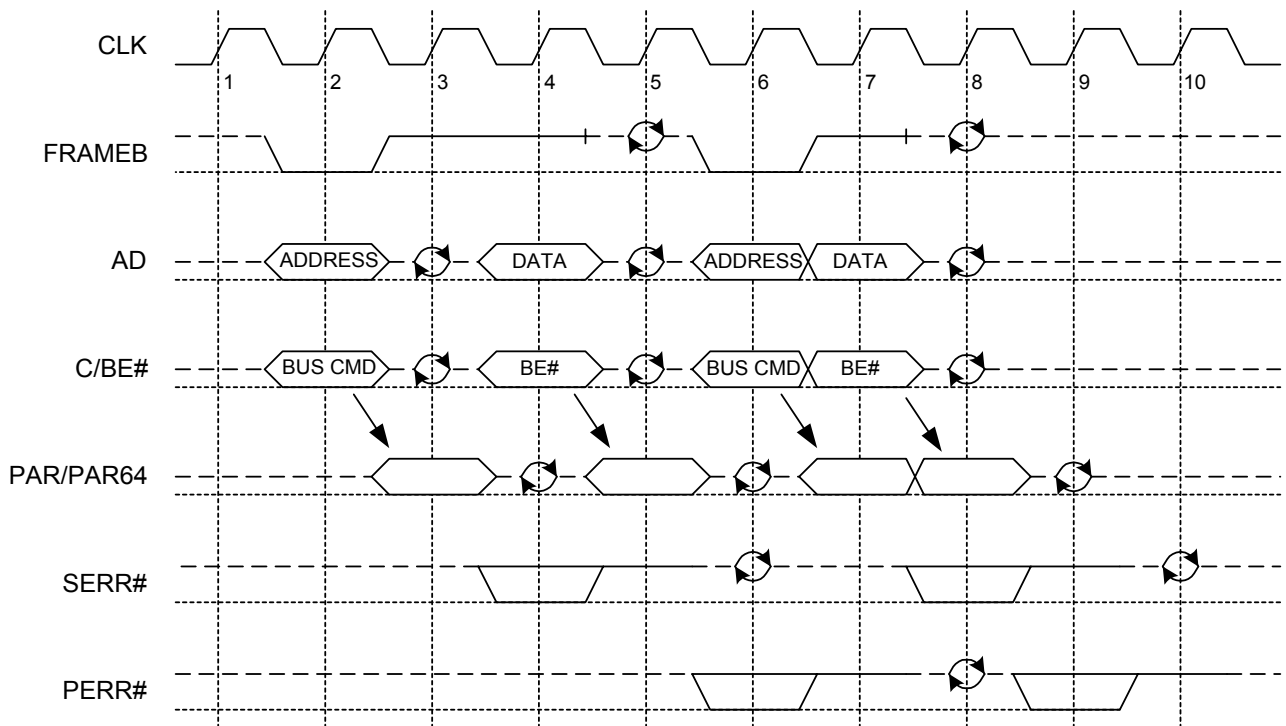 CLK
1 2 3 4 5 6 7 8 9 10
FRAMEB
AD ADDRESS DATA ADDRESS DATA
C/BE# BUS CMD BE# BUS CMD BE#
PAR/PAR64
SERR#
PERR#